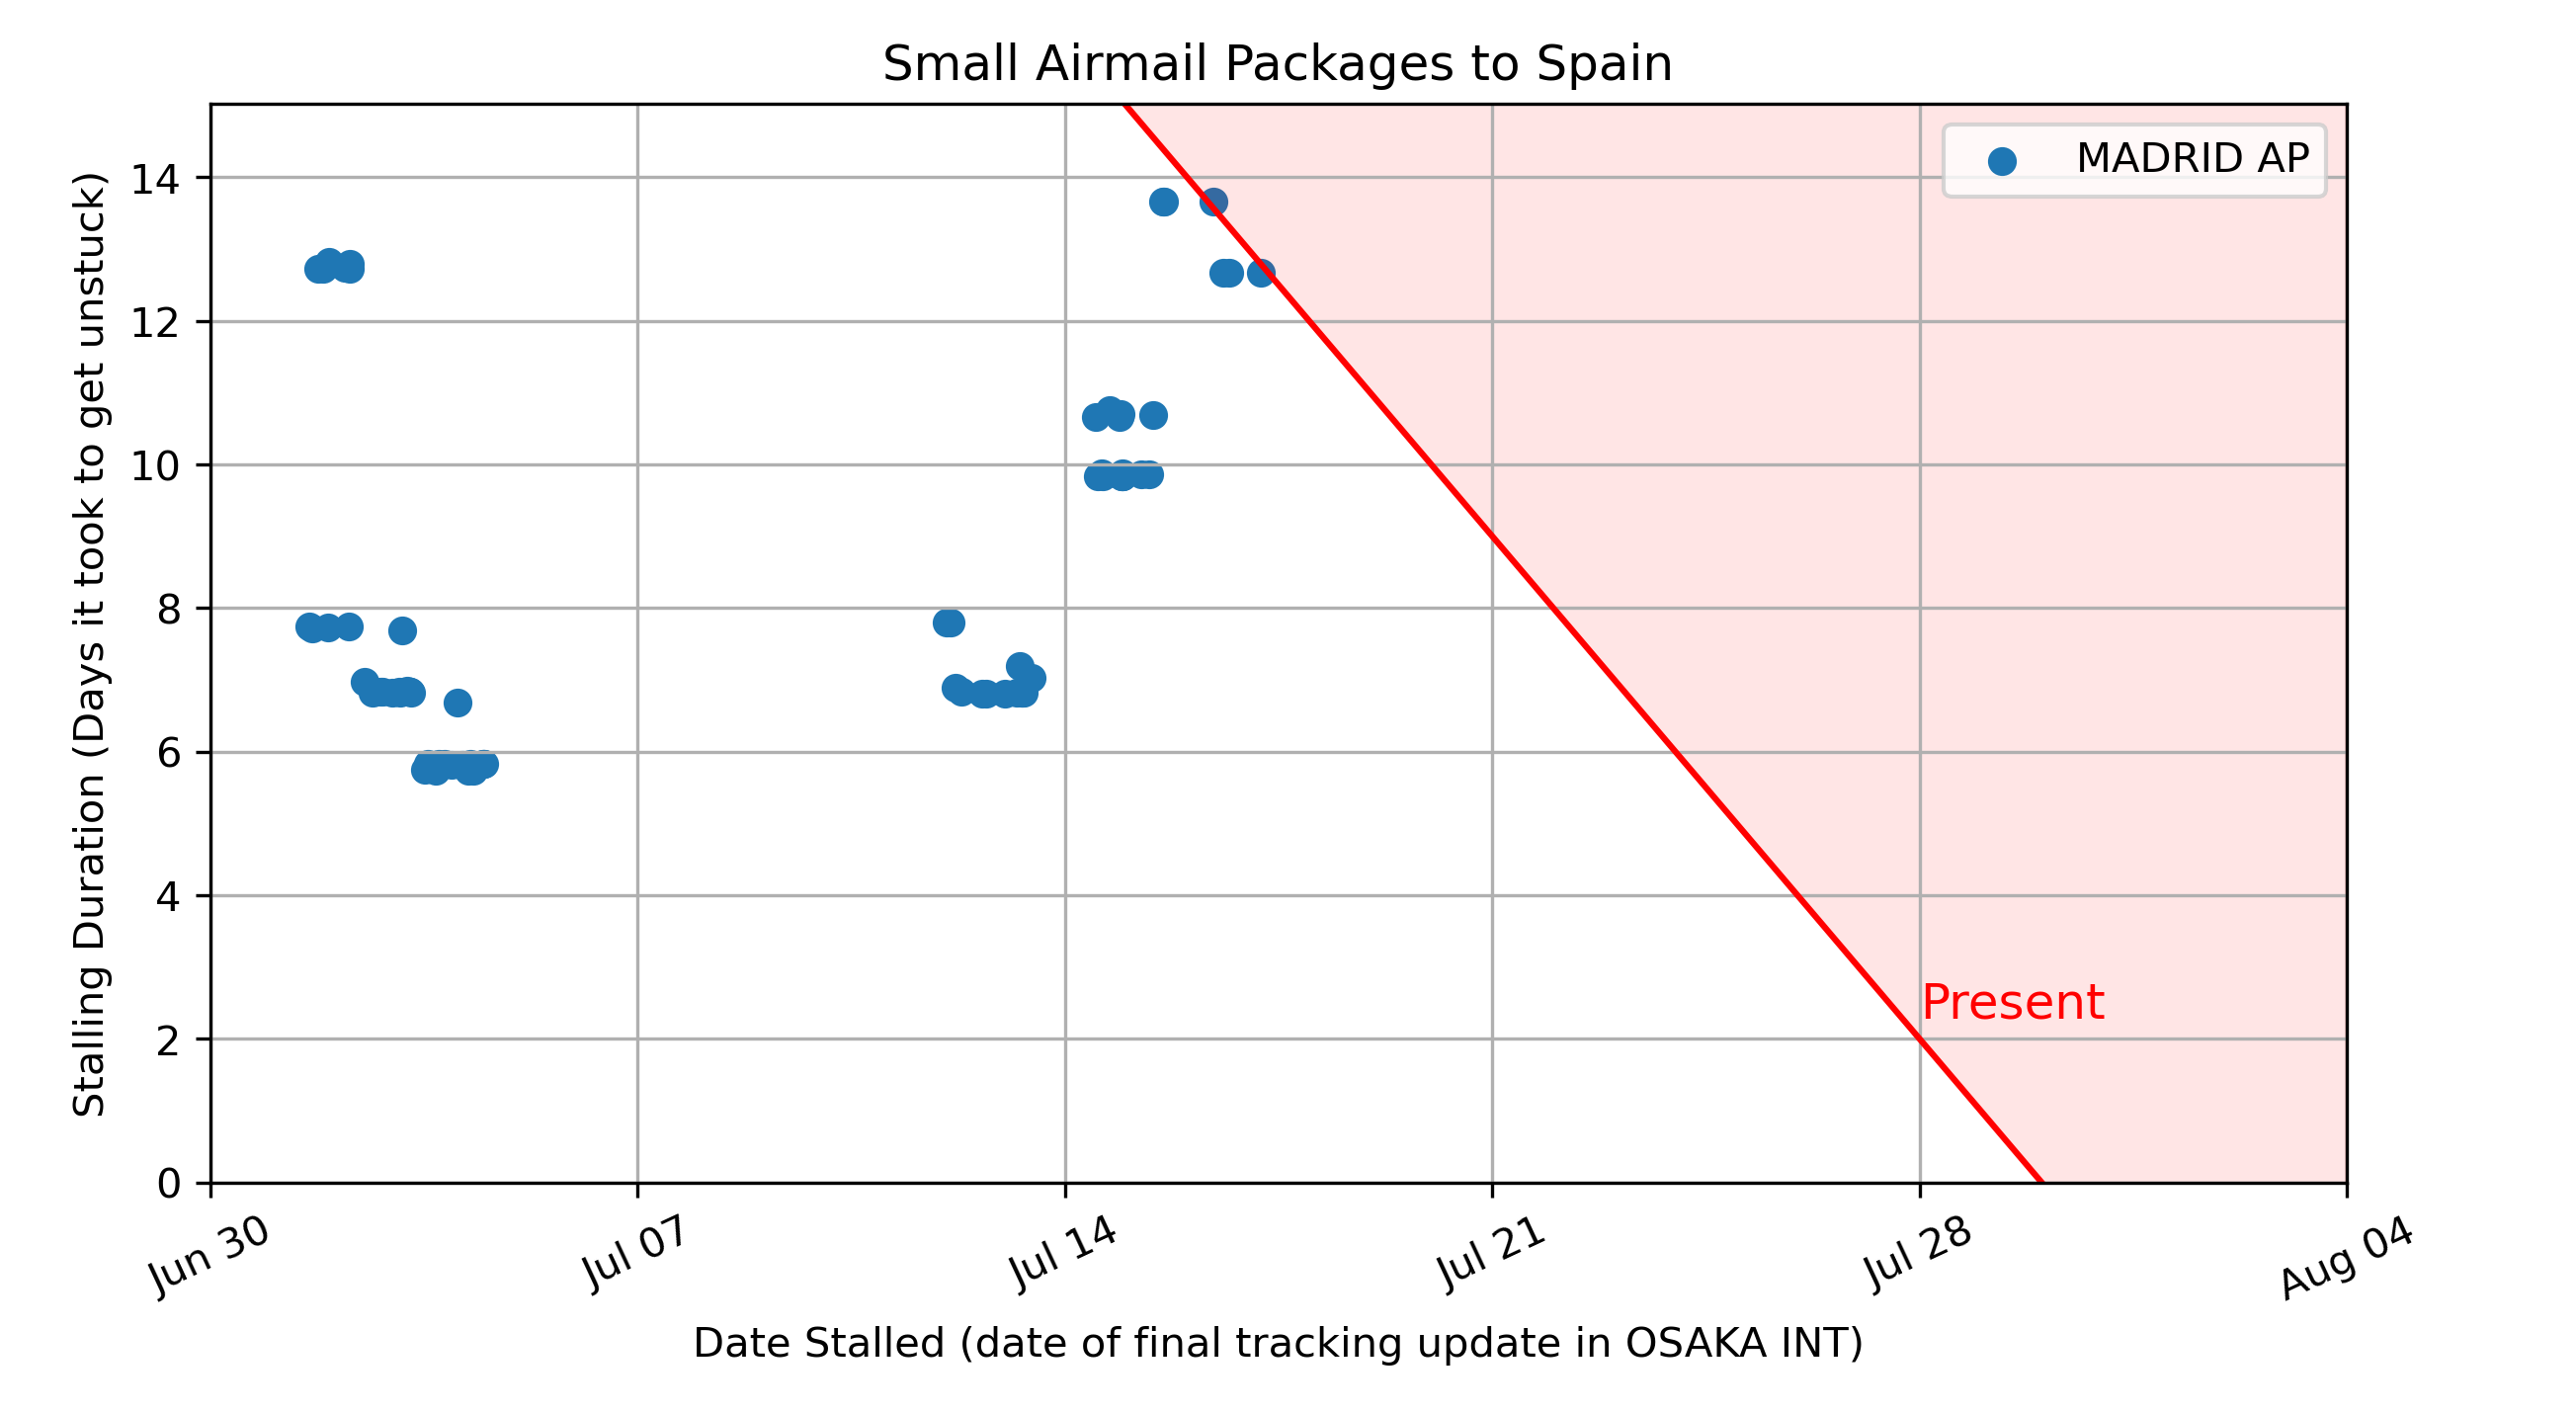 Small Airmail Packages to Spain
MADRID AP
Stalling Duration (Days it took to get unstuck)
14
12
10
8
6
4
2
0
Present
Jun 30
Jul 07
Jul 14
Jul 21
Jul 28
Aug 04
Date Stalled (date of final tracking update in OSAKA INT)